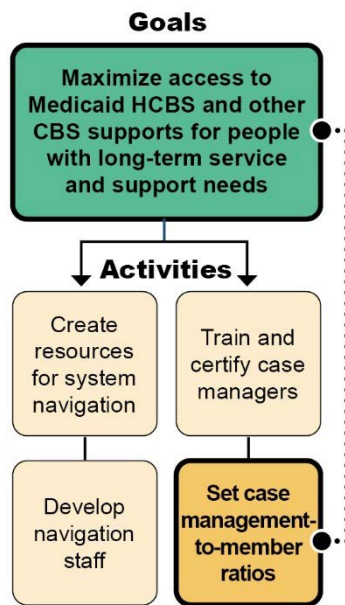 Goals
Maximize access to
Medicaid HCBS and other
CBS supports for people
with long-term service
and support needs
Activities
Create
resources
for system
navigation
Train and
certify case
managers
Develop
navigation
staff
Set case
management-
to-member
ratios